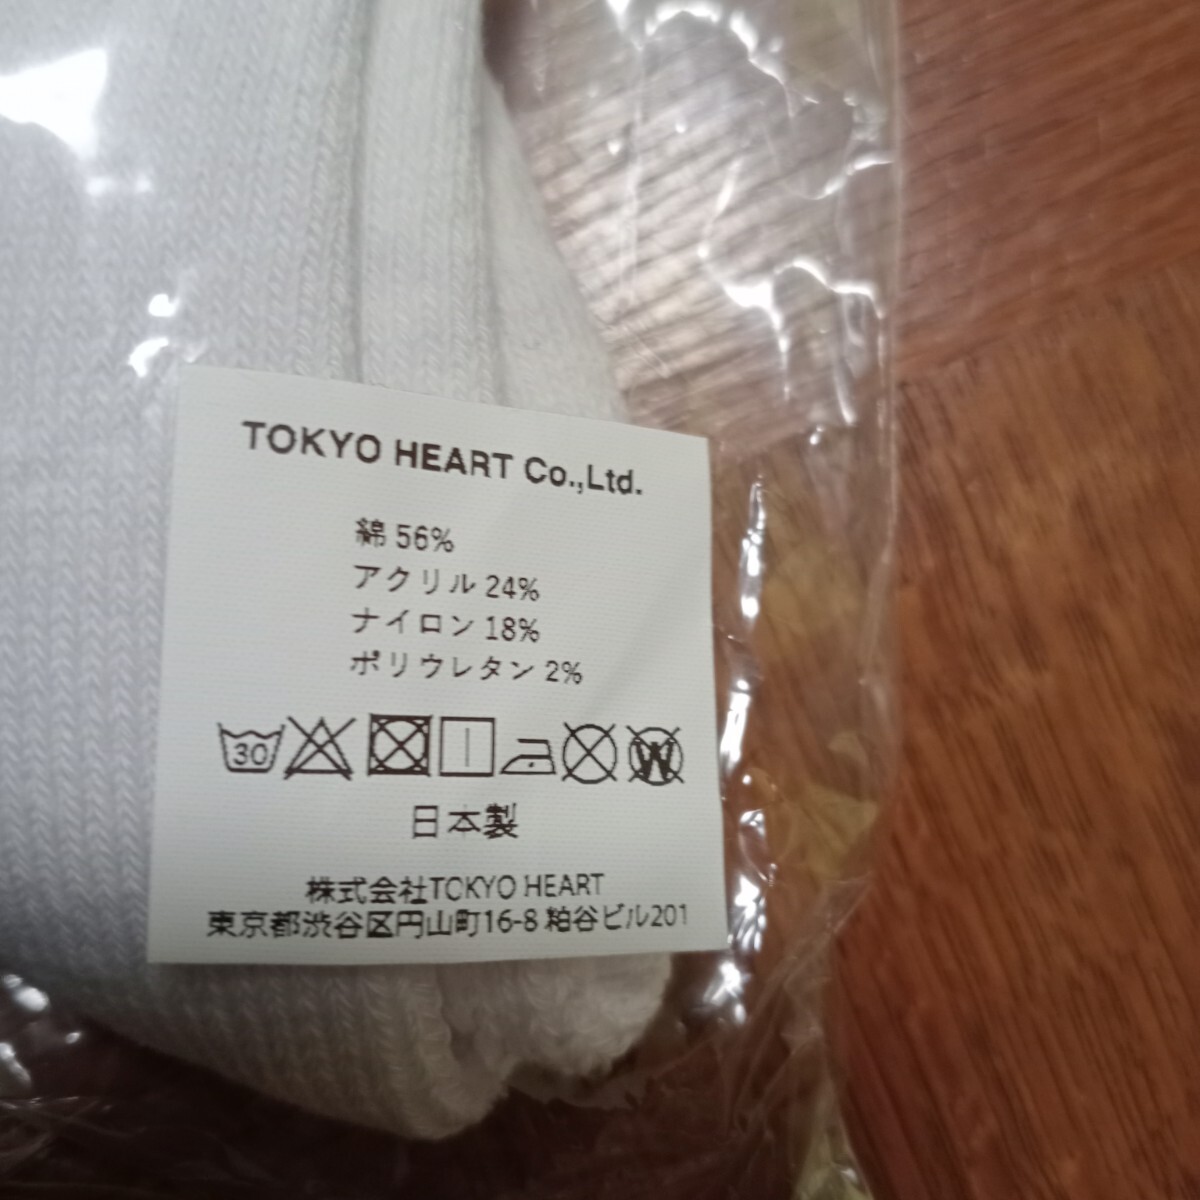 TOKYO HEART Co.,Ltd.
綿 56%
アクリル 24%
ナイロン 18%
ポリウレタン 2%
30 W
日本製
株式会社TOKYO HEART
東京都渋谷区円山町16-8 粕谷ビル201